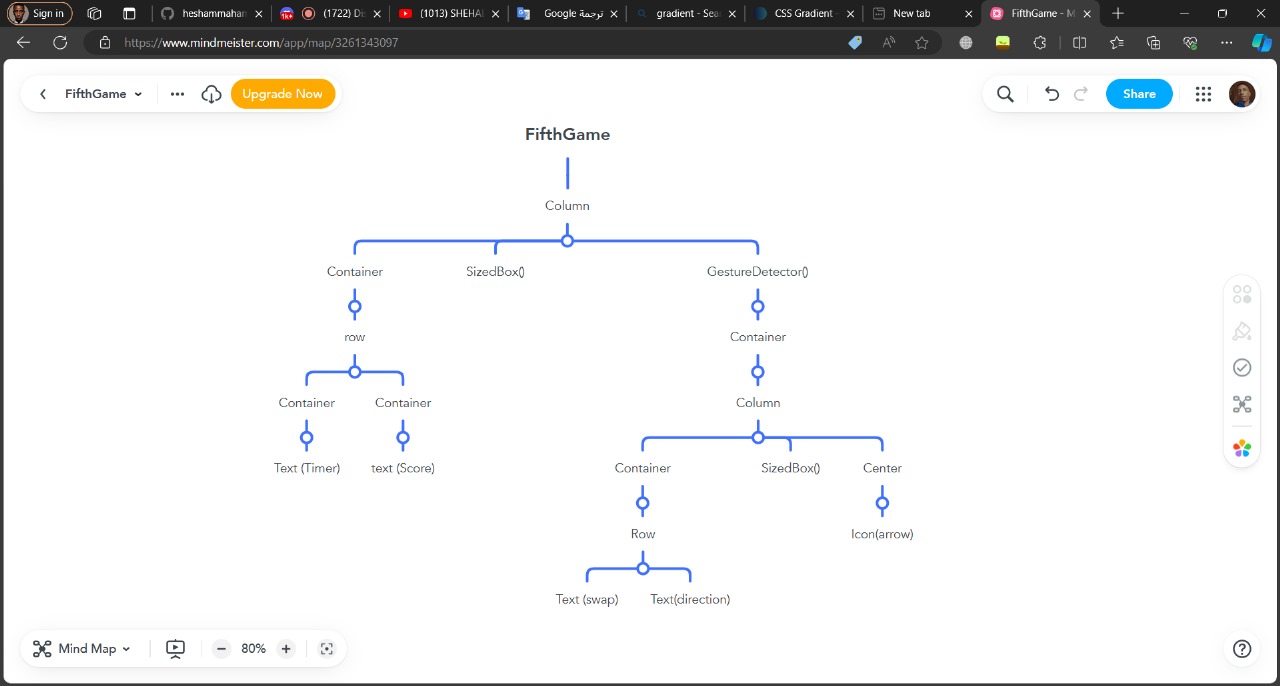 Sign in
heshammahar
1k+
(1722) Di
(1013) SHEHA
Google ترجمة
gradient - Sea
CSS Gradient -
New tab
FifthGame - M
https://www.mindmeister.com/app/map/3261343097
FifthGame
Upgrade Now
Share
FifthGame
Column
Container SizedBox() GestureDetector()
row Container
Container Container Column
Text (Timer) text (Score) Container SizedBox() Center
Row Icon(arrow)
Text (swap) Text(direction)
Mind Map
80%